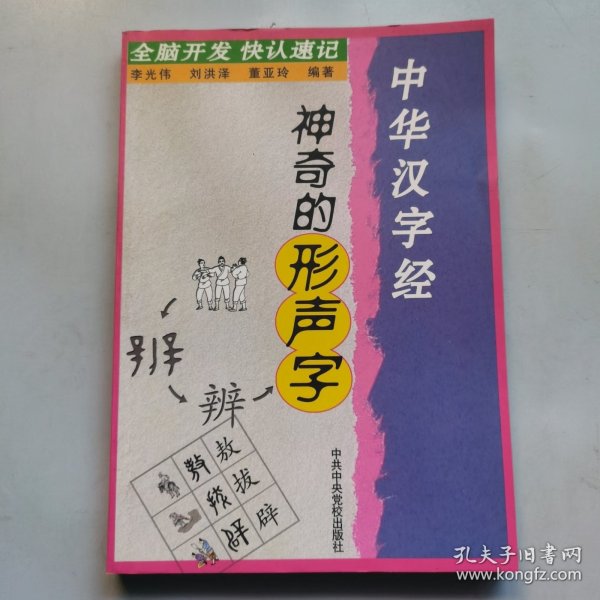 全脑开发 快认速记
李光伟 刘洪泽 董亚玲 编著
中华汉字经
神奇的形声字
辨
教
拔
辟
中共中央党校出版社
孔夫子旧书网
www.kongfz.com